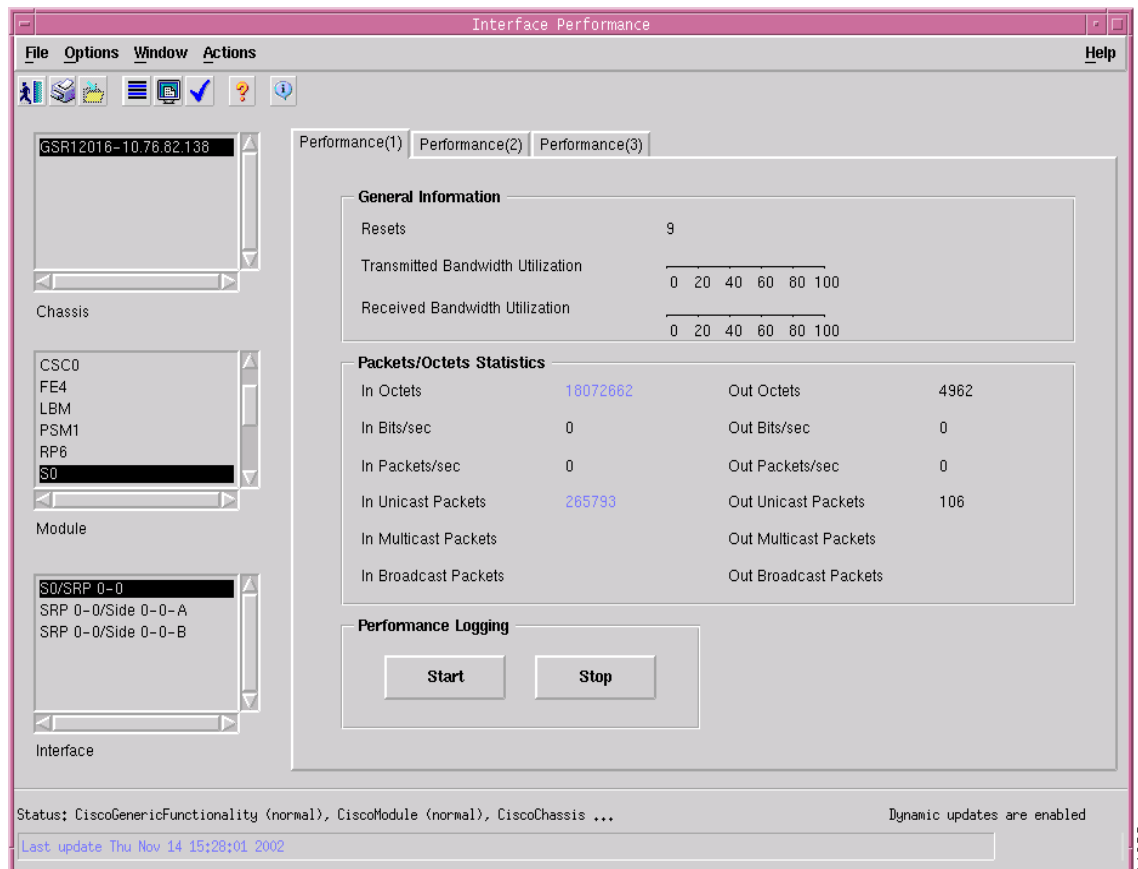 Interface Performance
File Options Window Actions Help
GSR12016-10.76.82.138
Chassis
CSC0
FE4
LBM
PSM1
RP6
S0
Module
S0/SRP 0-0
SRP 0-0/Side 0-0-A
SRP 0-0/Side 0-0-B
Interface
Performance(1) Performance(2) Performance(3)
General Information
Resets 9
Transmitted Bandwidth Utilization
0 20 40 60 80 100
Received Bandwidth Utilization
0 20 40 60 80 100
Packets/Octets Statistics
In Octets 18072662 Out Octets 4962
In Bits/sec 0 Out Bits/sec 0
In Packets/sec 0 Out Packets/sec 0
In Unicast Packets 265793 Out Unicast Packets 106
In Multicast Packets Out Multicast Packets
In Broadcast Packets Out Broadcast Packets
Performance Logging
Start Stop
Status: CiscoGenericFunctionality (normal), CiscoModule (normal), CiscoChassis ... Dynamic updates are enabled
Last update Thu Nov 14 15:28:01 2002